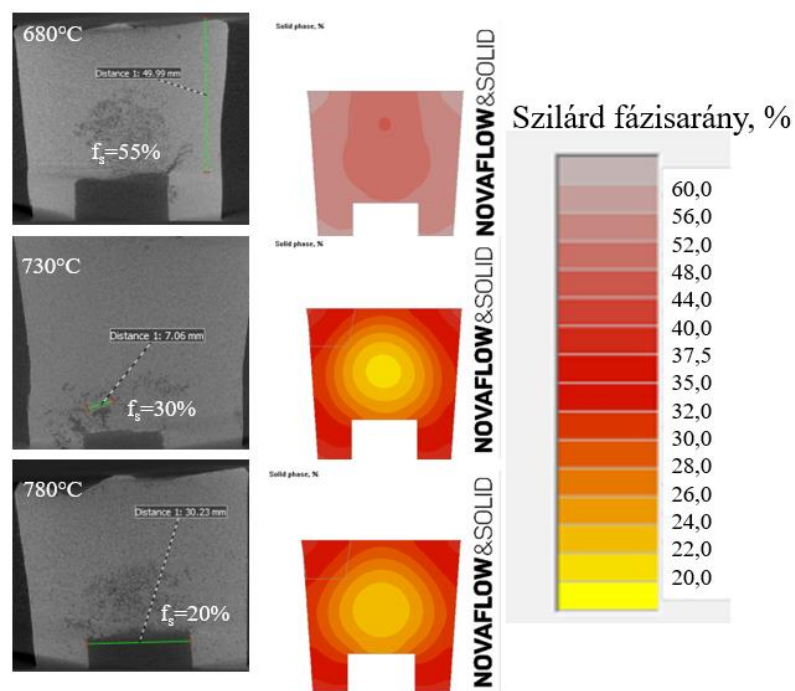 680°C
Distance 1: 49.99 mm
fs=55%
Solid phase, %
NOVAFLOW&SOLID
730°C
Distance 1: 7.06 mm
fs=30%
Solid phase, %
NOVAFLOW&SOLID
780°C
Distance 1: 30.23 mm
fs=20%
Solid phase, %
NOVAFLOW&SOLID
Szilárd fázisarány, %
60,0
56,0
52,0
48,0
44,0
40,0
37,5
35,0
32,0
30,0
28,0
26,0
24,0
22,0
20,0